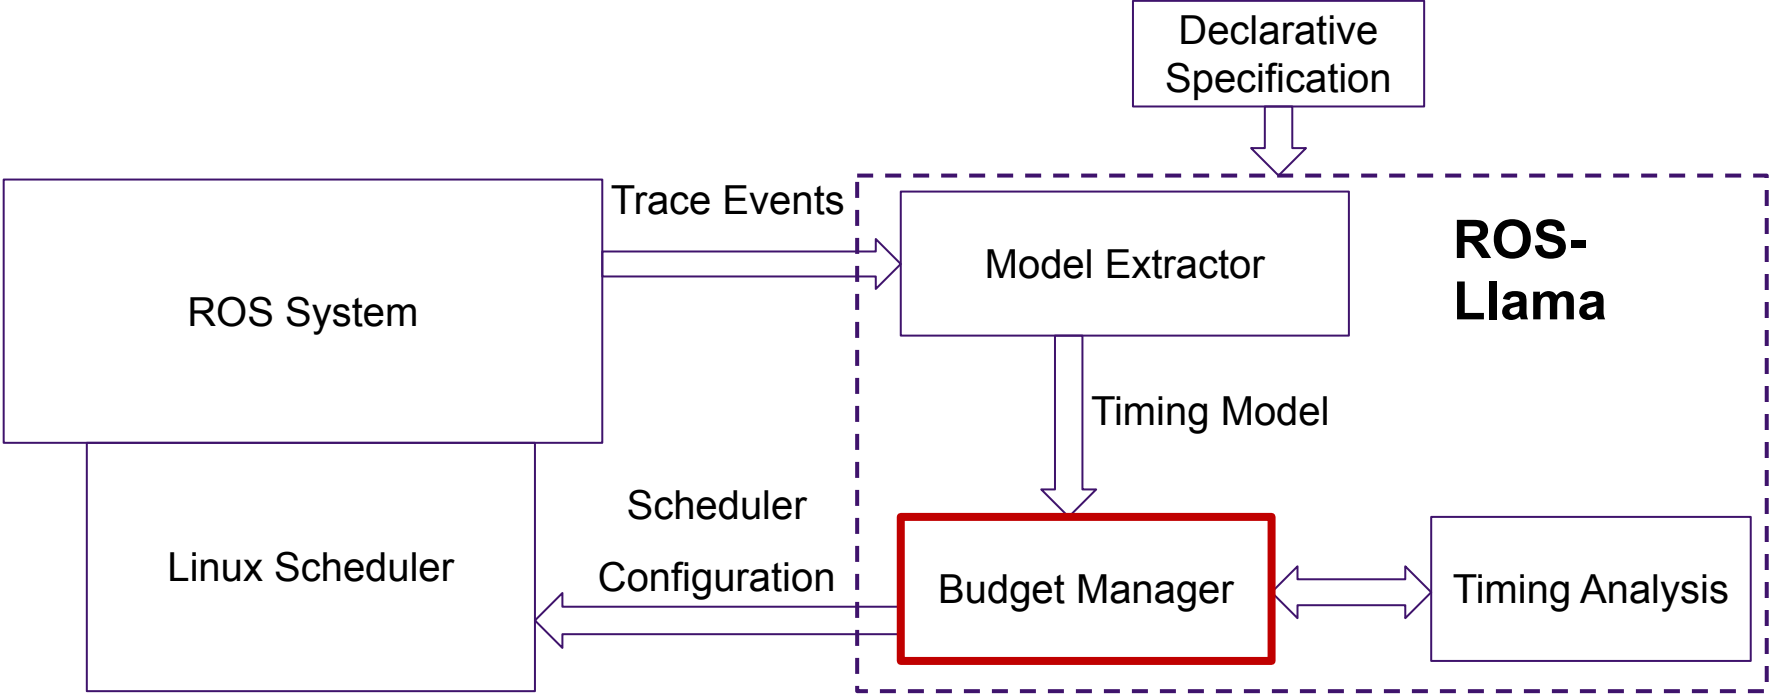 Declarative
Specification
Trace Events
ROS-
Llama
Model Extractor
ROS System
Timing Model
Scheduler
Configuration
Linux Scheduler
Budget Manager
Timing Analysis